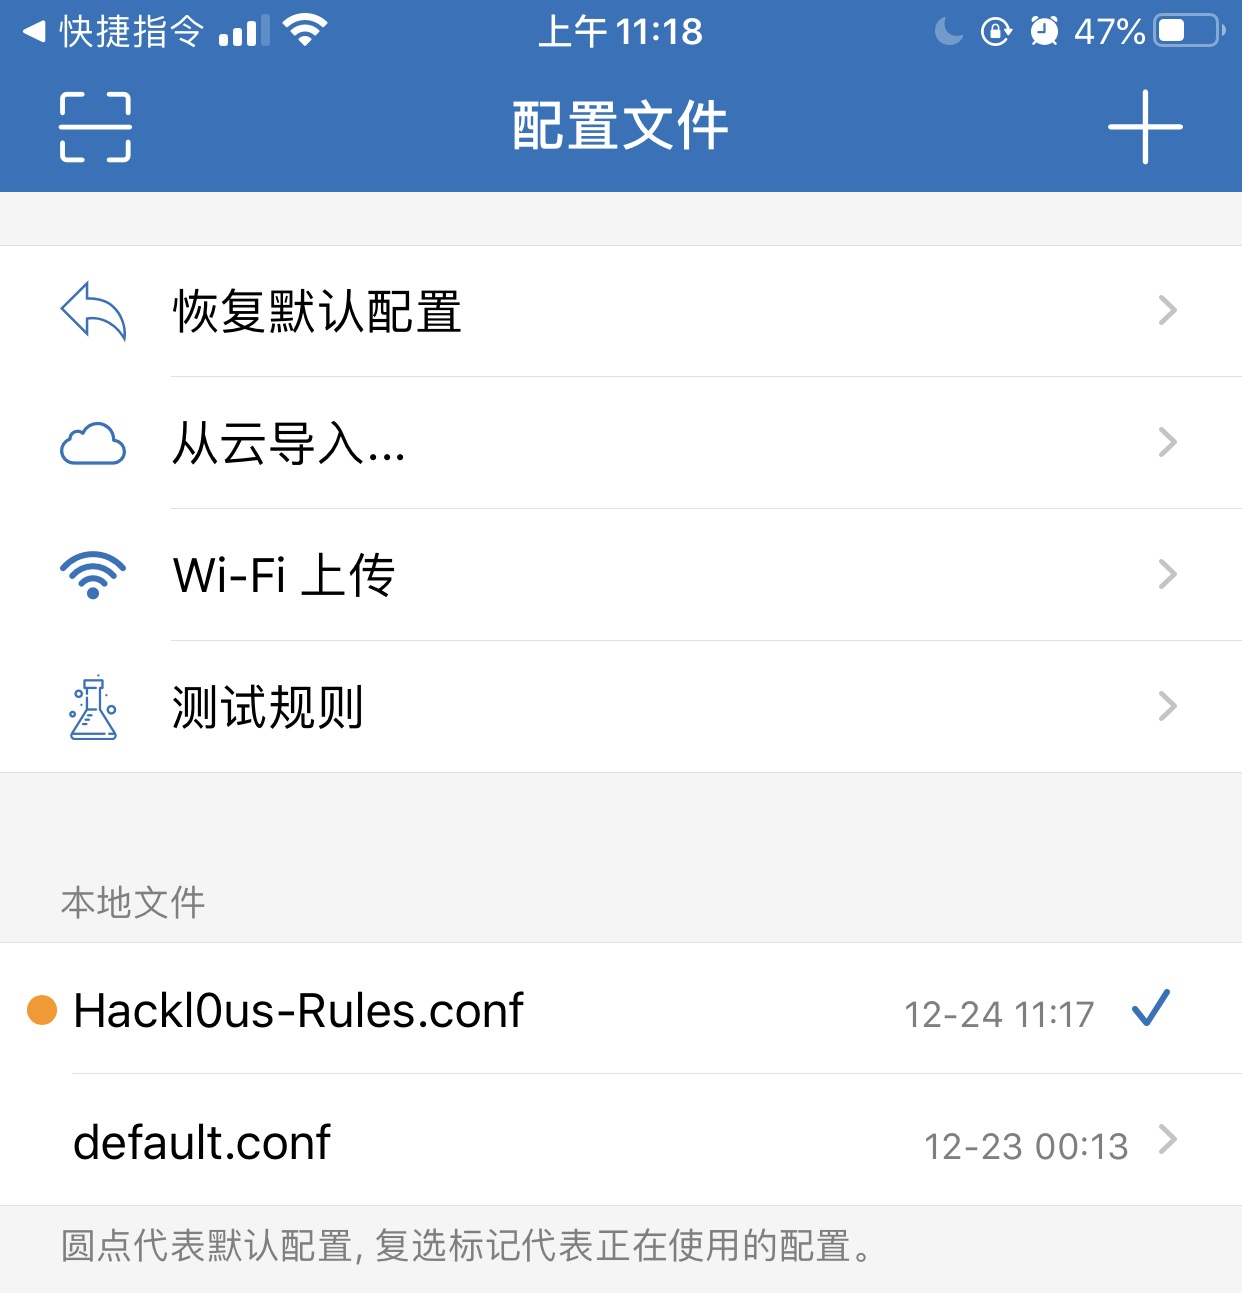 快捷指令 上午 11:18 47%
配置文件
恢复默认配置
从云导入...
Wi-Fi 上传
测试规则
本地文件
Hackl0us-Rules.conf 12-24 11:17
default.conf 12-23 00:13
圆点代表默认配置, 复选标记代表正在使用的配置。